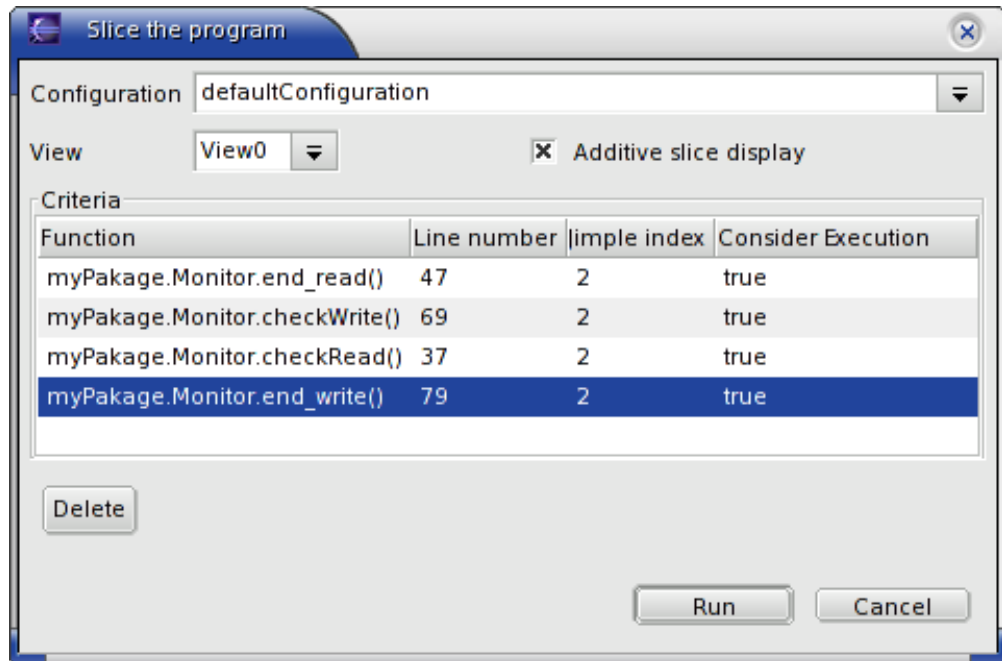 Slice the program
Configuration defaultConfiguration
View View0 Additive slice display
Criteria
Function Line number Jimple index Consider Execution
myPakage.Monitor.end_read() 47 2 true
myPakage.Monitor.checkWrite() 69 2 true
myPakage.Monitor.checkRead() 37 2 true
myPakage.Monitor.end_write() 79 2 true
Delete
Run Cancel